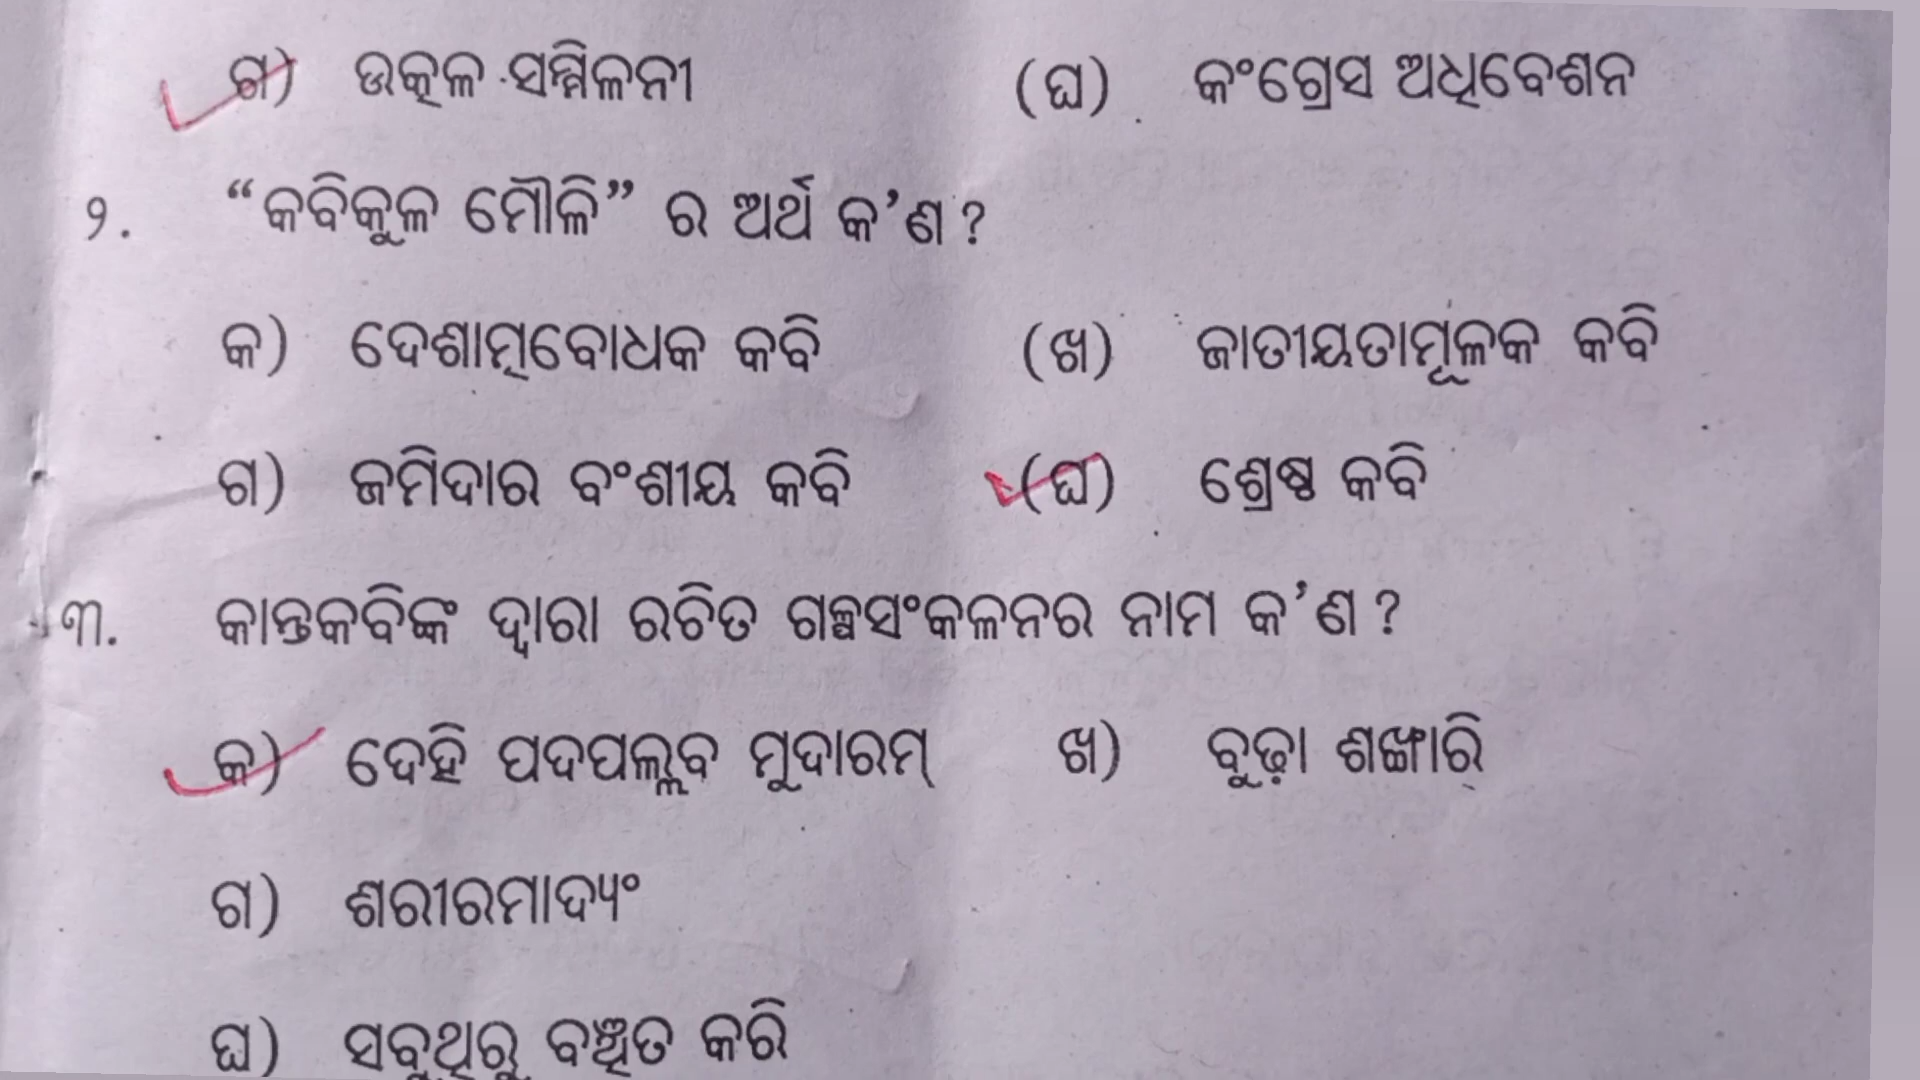 ଗ) ଉତ୍କଳ ସମ୍ମିଳନୀ (ଘ) କଂଗ୍ରେସ ଅଧିବେଶନ
୨. “କବିକୁଳ ମୌଳି” ର ଅର୍ଥ କ’ଣ ?
କ) ଦେଶାତ୍ମବୋଧକ କବି (ଖ) ଜାତୀୟତାମୂଳକ କବି
ଗ) ଜମିଦାର ବଂଶୀୟ କବି (ଘ) ଶ୍ରେଷ୍ଠ କବି
୩. କାନ୍ତକବିଙ୍କ ଦ୍ୱାରା ରଚିତ ଗଳ୍ପସଂକଳନର ନାମ କ’ଣ ?
କ) ଦେହି ପଦପଲ୍ଲବ ମୁଦାରମ୍ ଖ) ବୁଢ଼ା ଶଙ୍ଖାରି
ଗ) ଶରୀରମାଦ୍ୟଂ
ଘ) ସବୁଥିରୁ ବଞ୍ଚିତ କରି